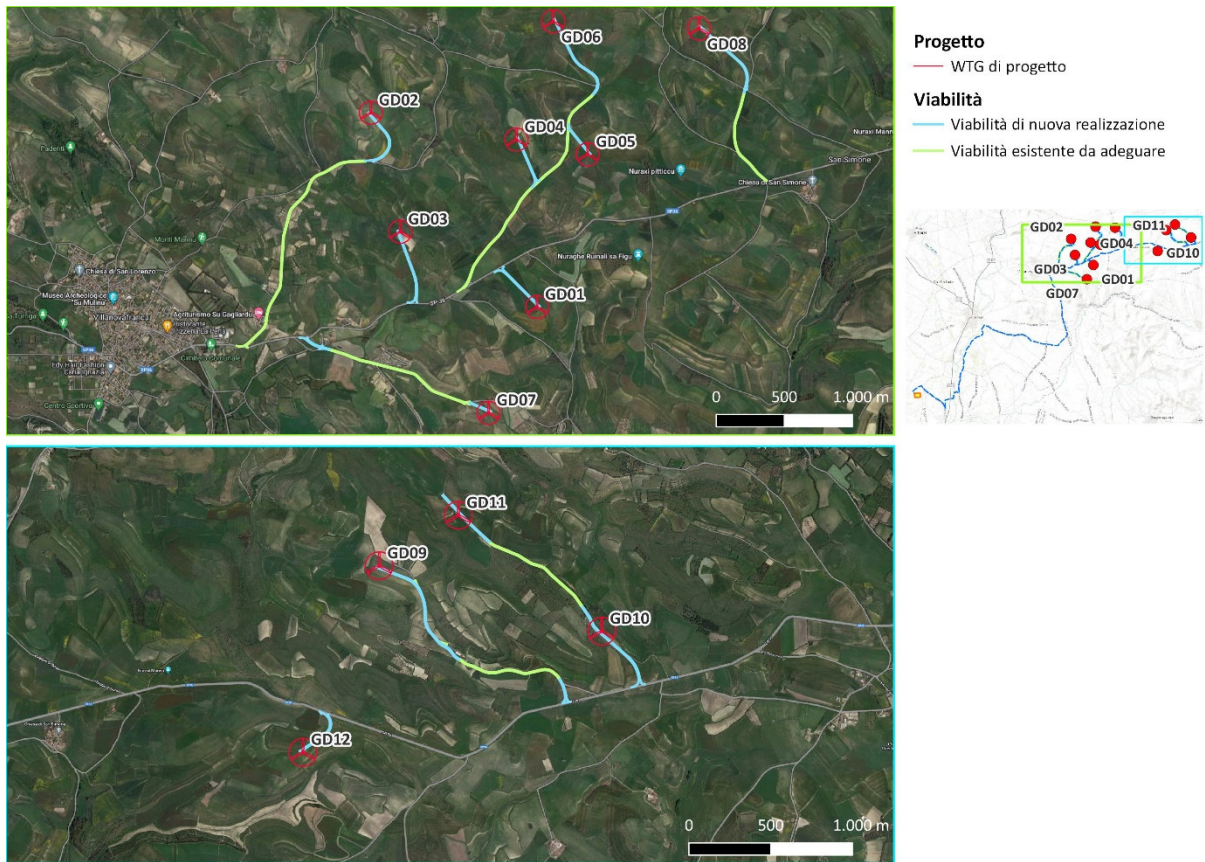 GD06
GD08
GD02
GD04
GD05
Nuraxi pitticcu
San Simone
Chiesa di San Simone
GD03
Nuraghe Ruinali sa Figu
GD01
Chiesa di San Lorenzo
Museo Archeologico
Su Mulinu
Villanovafranca
Agriturismo Su Gagliardu
GD07
Centro Sportivo
0 500 1.000 m
Progetto
WTG di progetto
Viabilità
Viabilità di nuova realizzazione
Viabilità esistente da adeguare
GD02
GD11
GD04
GD10
GD03
GD01
GD07
GD11
GD09
GD10
GD12
0 500 1.000 m